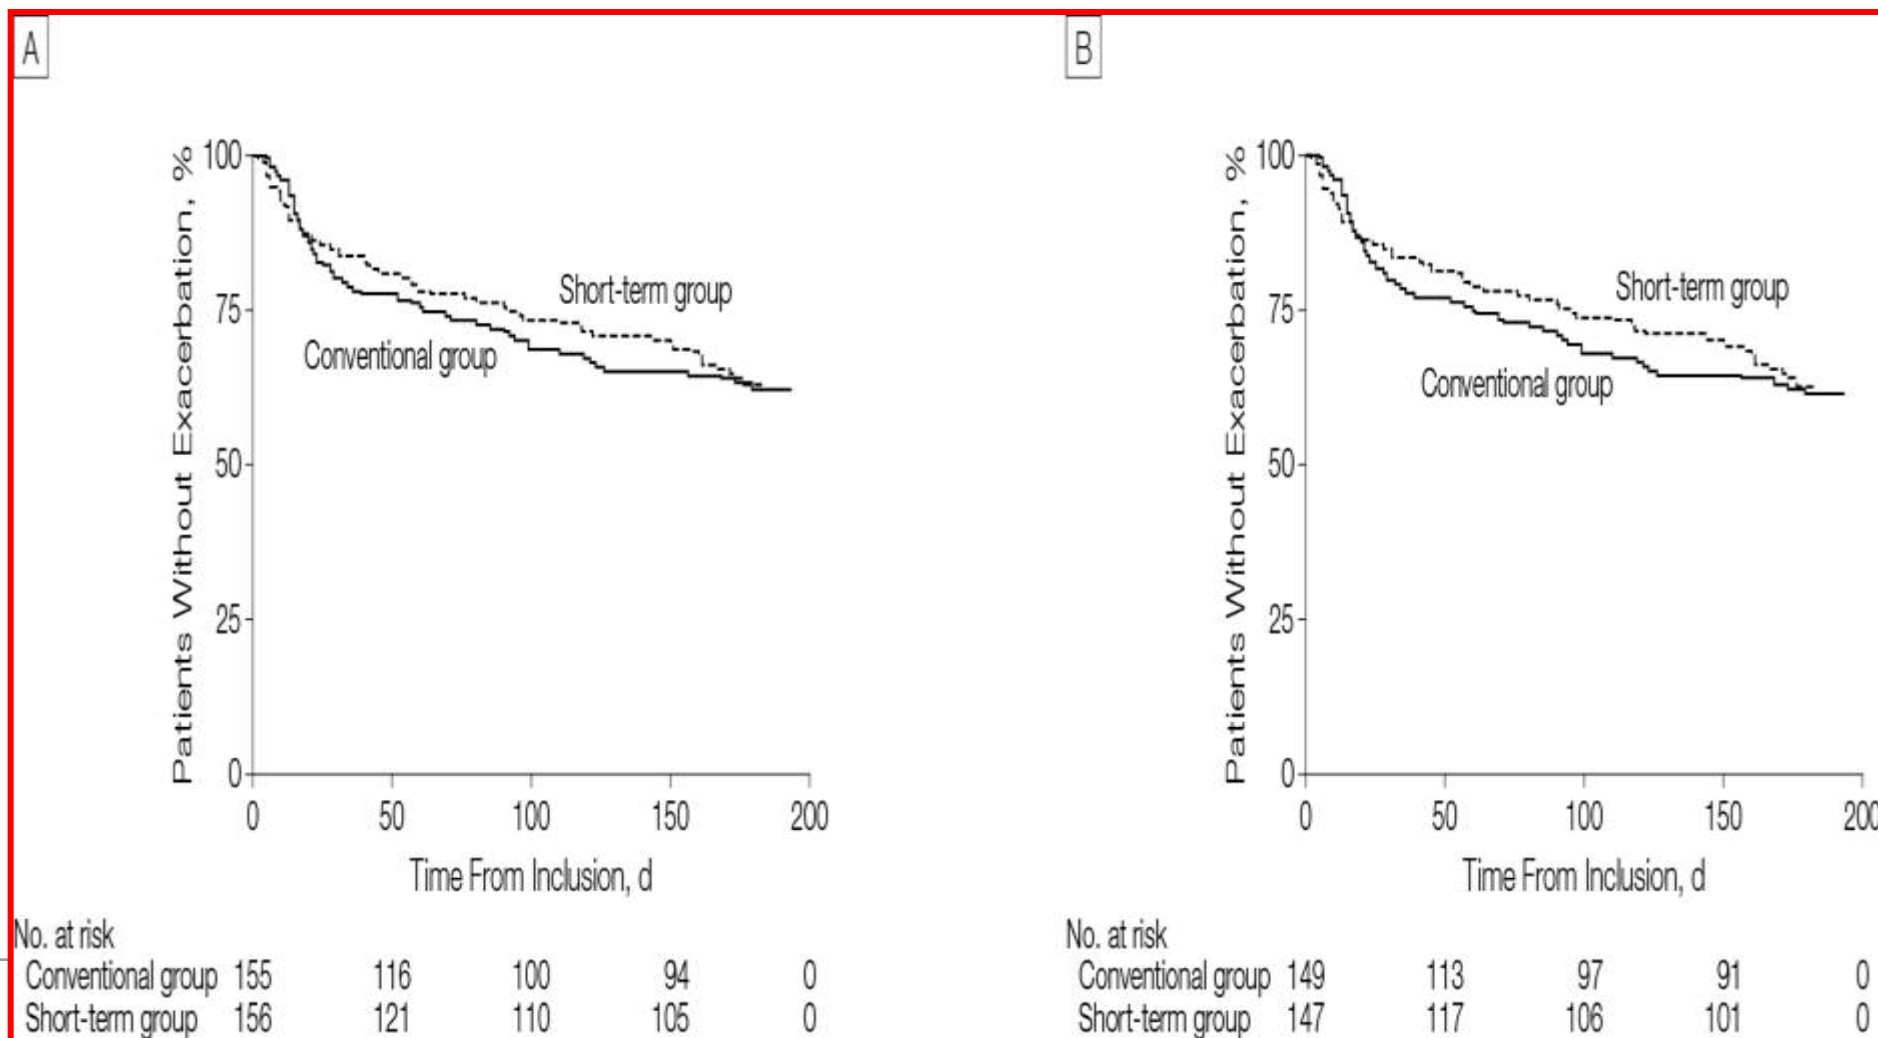 A
Patients Without Exacerbation, %
100
75
50
25
0
Short-term group
Conventional group
0 50 100 150 200
Time From Inclusion, d
No. at risk
Conventional group 155 116 100 94 0
Short-term group 156 121 110 105 0
B
Patients Without Exacerbation, %
100
75
50
25
0
Short-term group
Conventional group
0 50 100 150 200
Time From Inclusion, d
No. at risk
Conventional group 149 113 97 91 0
Short-term group 147 117 106 101 0